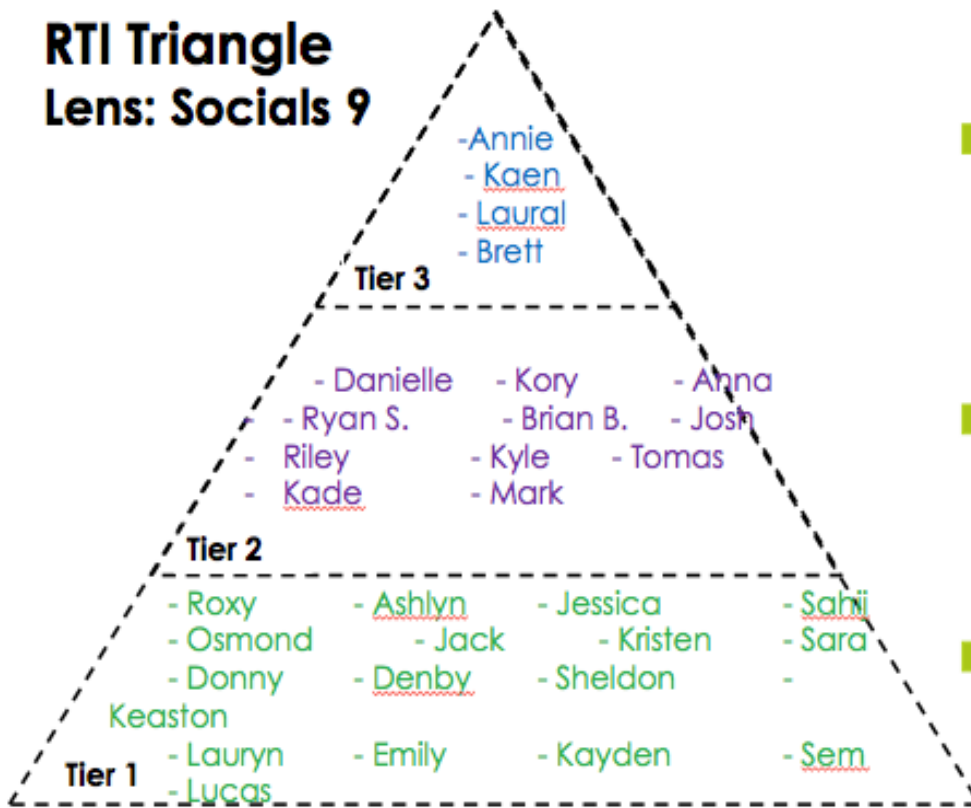 RTI Triangle
Lens: Socials 9
-Annie
- Kaen
- Laural
- Brett
Tier 3
- Danielle - Kory - Anna
- - Ryan S. - Brian B. - Josh
- Riley - Kyle - Tomas
- Kade - Mark
Tier 2
- Roxy - Ashlyn - Jessica - Sahij
- Osmond - Jack - Kristen - Sara
- Donny - Denby - Sheldon -
Keaston
- Lauryn - Emily - Kayden - Sem
Tier 1
- Lucas